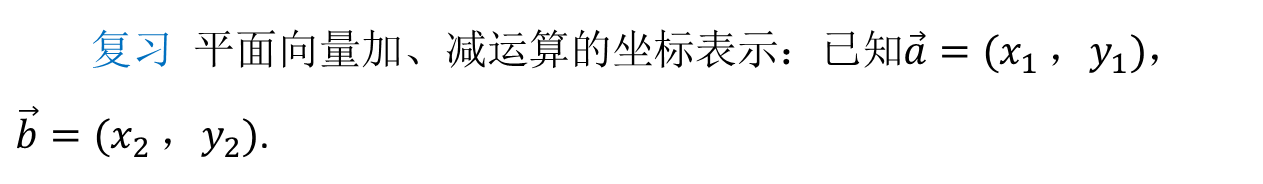 复习 平面向量加、减运算的坐标表示：已知$\vec{a} = (x_1，y_1)$，
$\vec{b} = (x_2，y_2)$.